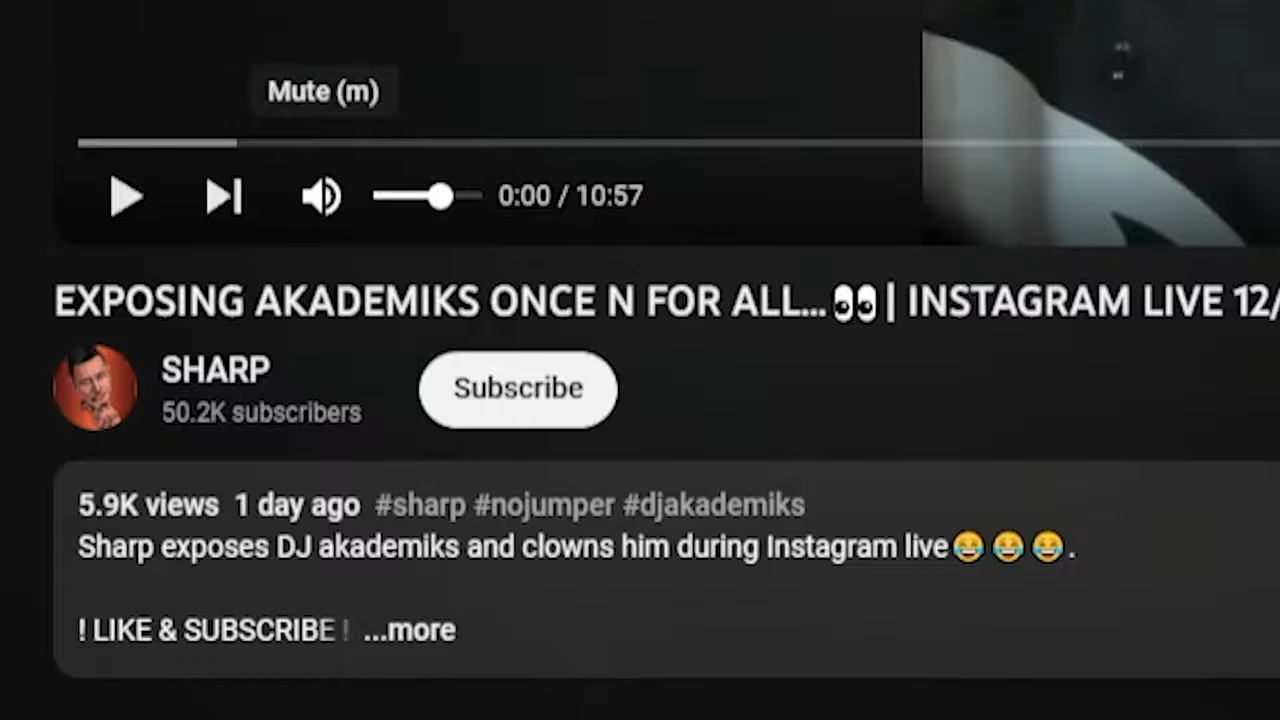 Mute (m)
0:00 / 10:57
EXPOSING AKADEMIKS ONCE N FOR ALL...👀| INSTAGRAM LIVE 12/
SHARP
50.2K subscribers
Subscribe
5.9K views 1 day ago #sharp #nojumper #djakademiks
Sharp exposes DJ akademiks and clowns him during Instagram live😂😂😂.
! LIKE & SUBSCRIBE ! ...more